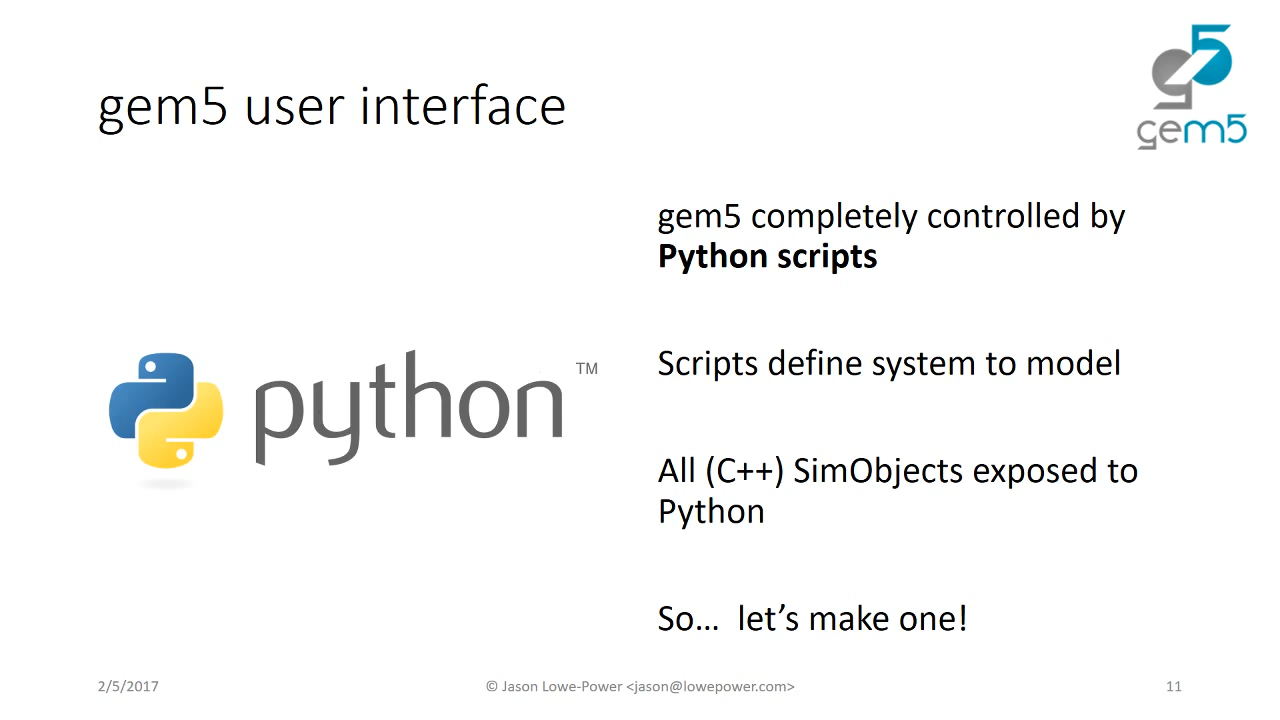 gem5 user interface
gem5
gem5 completely controlled by
Python scripts
Scripts define system to model
python TM
All (C++) SimObjects exposed to
Python
So… let’s make one!
2/5/2017
© Jason Lowe-Power <jason@lowepower.com>
11